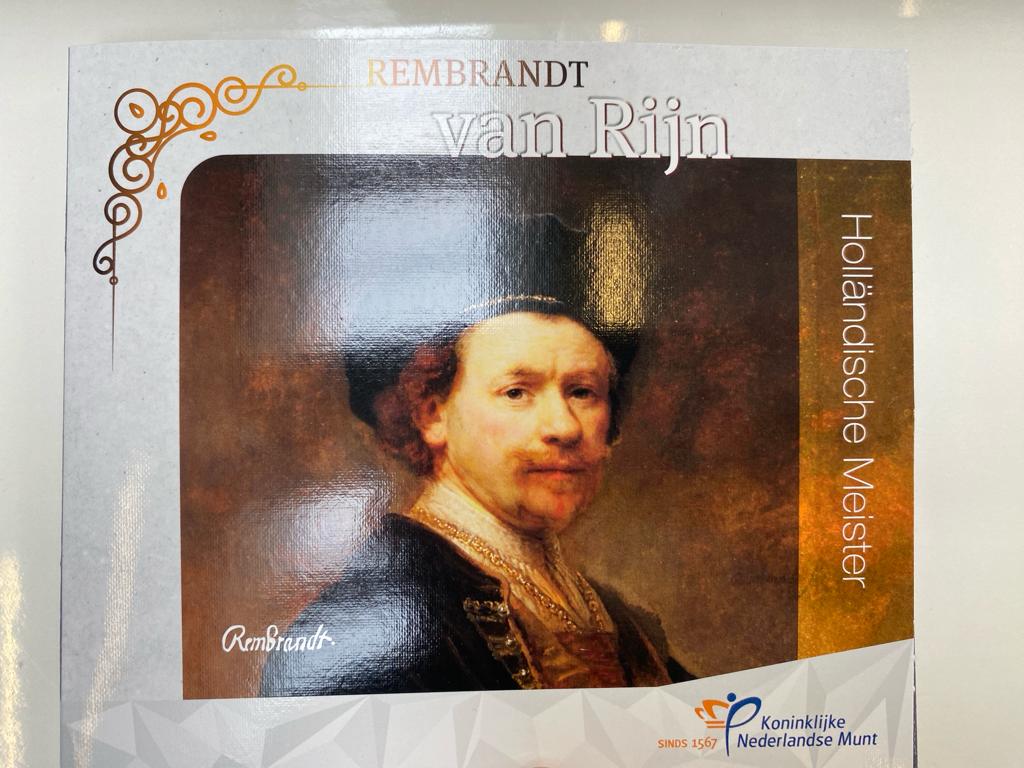 REMBRANDT
van Rijn
Holländische Meister
Rembrandt.
SINDS 1567
Koninklijke
Nederlandse Munt